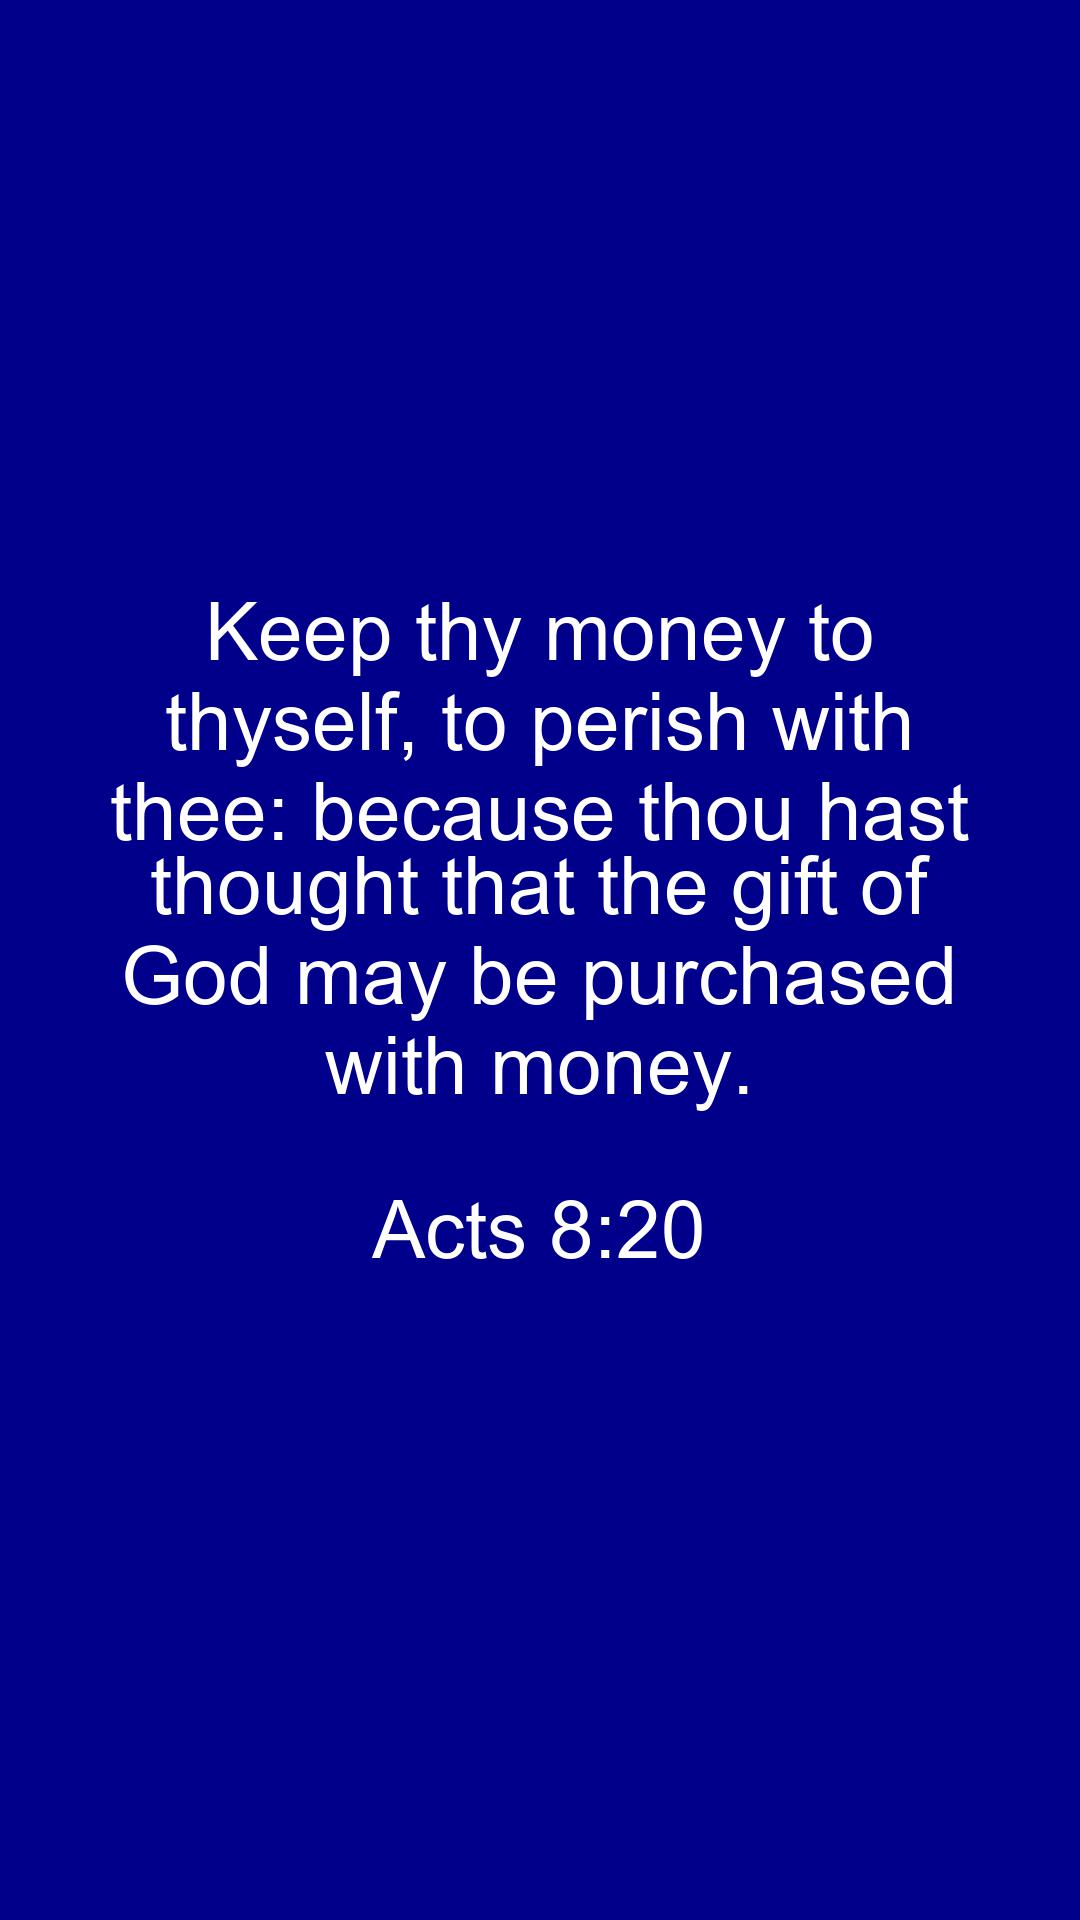 Keep thy money to
thyself, to perish with
thee: because thou hast
thought that the gift of
God may be purchased
with money.
Acts 8:20